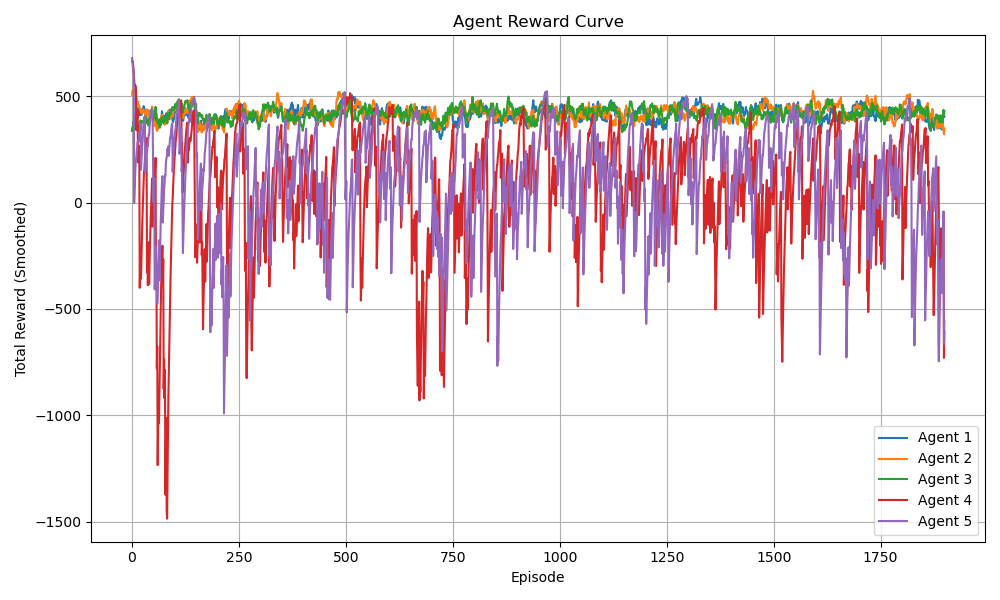 Agent Reward Curve
Total Reward (Smoothed)
500
0
−500
−1000
−1500
0 250 500 750 1000 1250 1500 1750
Episode
Agent 1
Agent 2
Agent 3
Agent 4
Agent 5